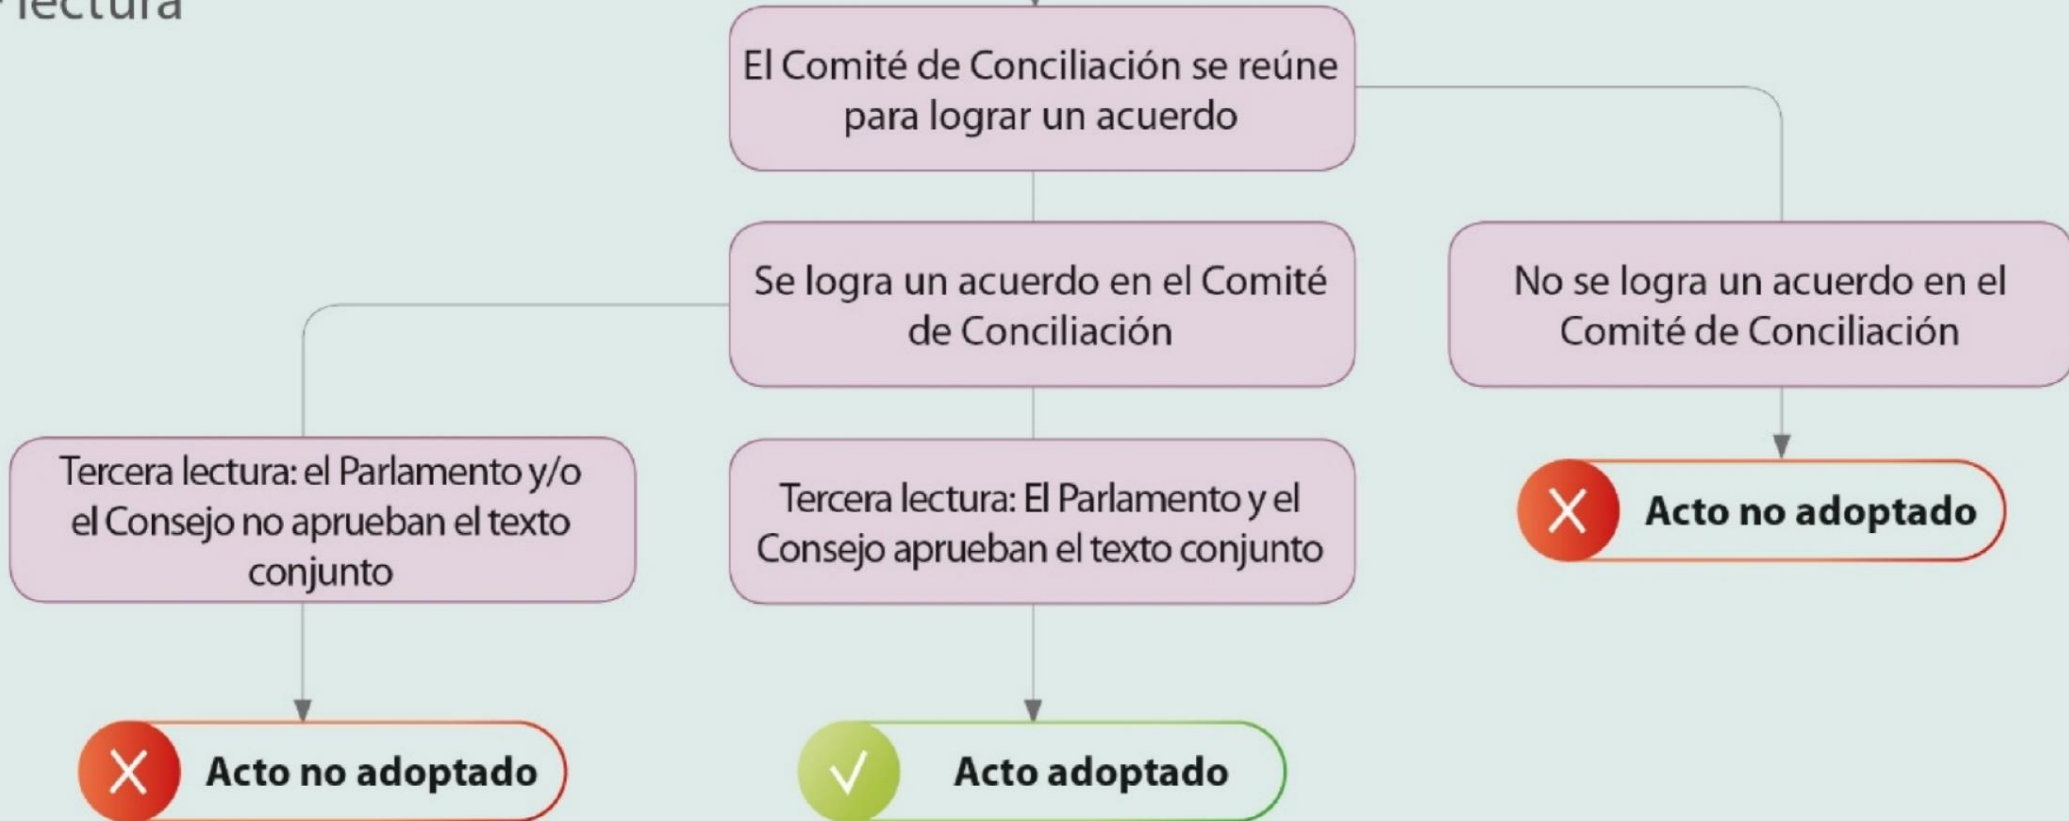 lectura
El Comité de Conciliación se reúne
para lograr un acuerdo
Se logra un acuerdo en el Comité
de Conciliación
No se logra un acuerdo en el
Comité de Conciliación
Tercera lectura: el Parlamento y/o
el Consejo no aprueban el texto
conjunto
Tercera lectura: El Parlamento y el
Consejo aprueban el texto conjunto
Acto no adoptado
Acto no adoptado
Acto adoptado